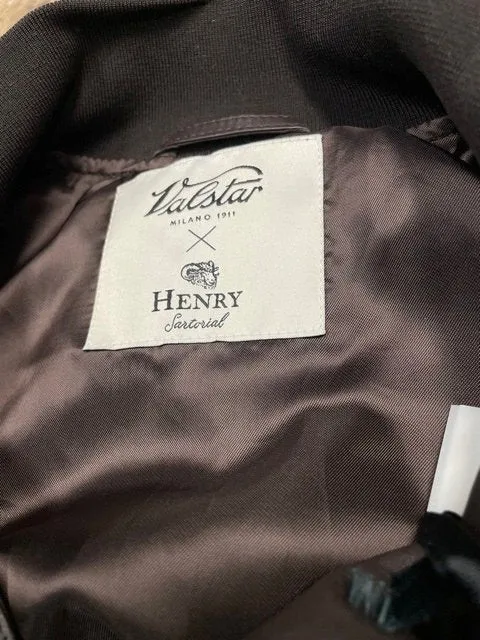 Valstar
MILANO 1911
X
HENRY
Sartorial